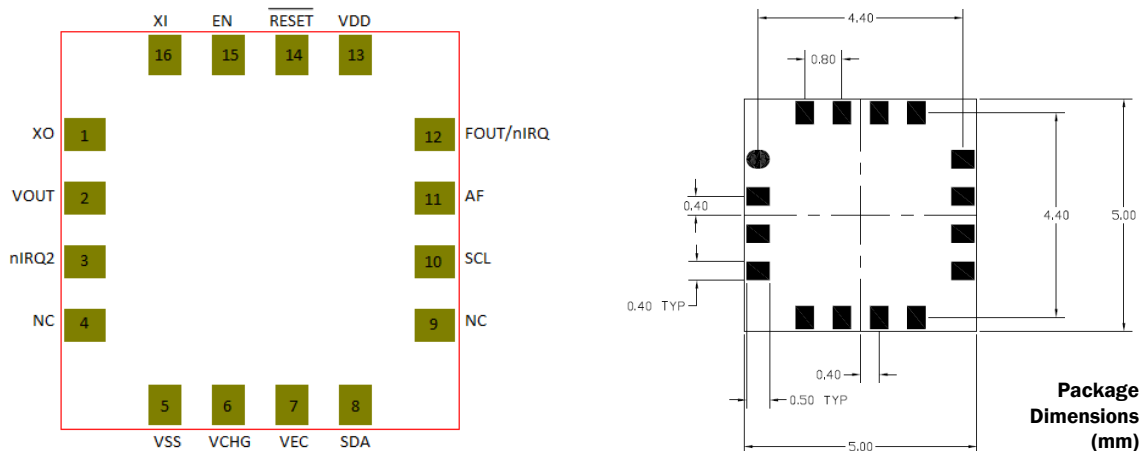 XI EN RESET VDD
16 15 14 13
XO 1
12 FOUT/nIRQ
VOUT 2
11 AF
nIRQ2 3
10 SCL
NC 4
9 NC
5 6 7 8
VSS VCHG VEC SDA
4.40
0.80
0.40
4.40
5.00
0.40 TYP
0.40
0.50 TYP
5.00
Package
Dimensions
(mm)